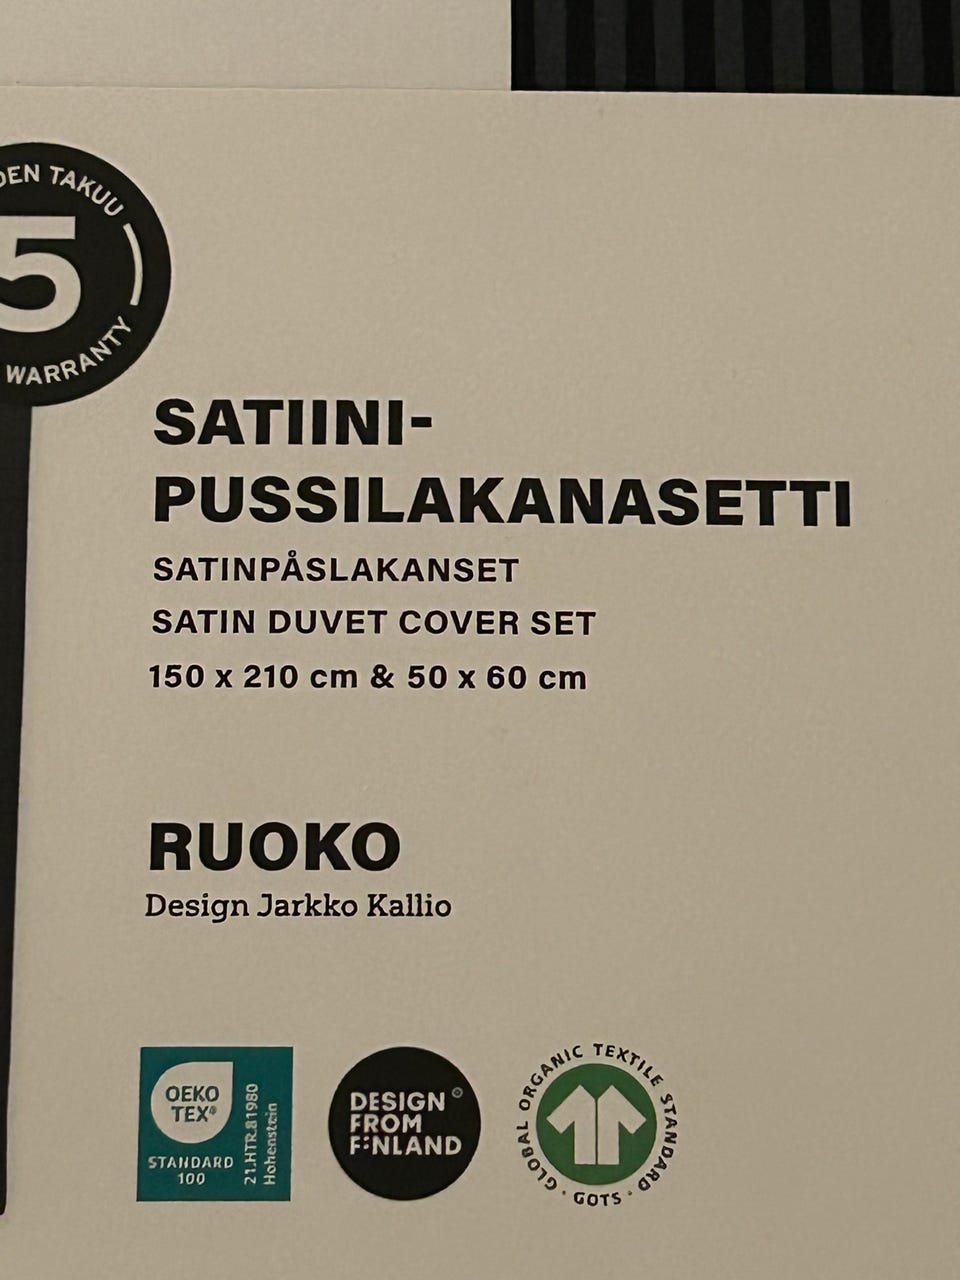 TAKUU
5
WARRANTY
SATIINI-
PUSSILAKANASETTI
SATINPÅSLAKANSET
SATIN DUVET COVER SET
150 x 210 cm & 50 x 60 cm
RUOKO
Design Jarkko Kallio
OEKO
TEX®
STANDARD
100
21.HTR.81980
Hohenstein
DESIGN
FROM
FINLAND
GLOBAL ORGANIC TEXTILE STANDARD · GOTS ·